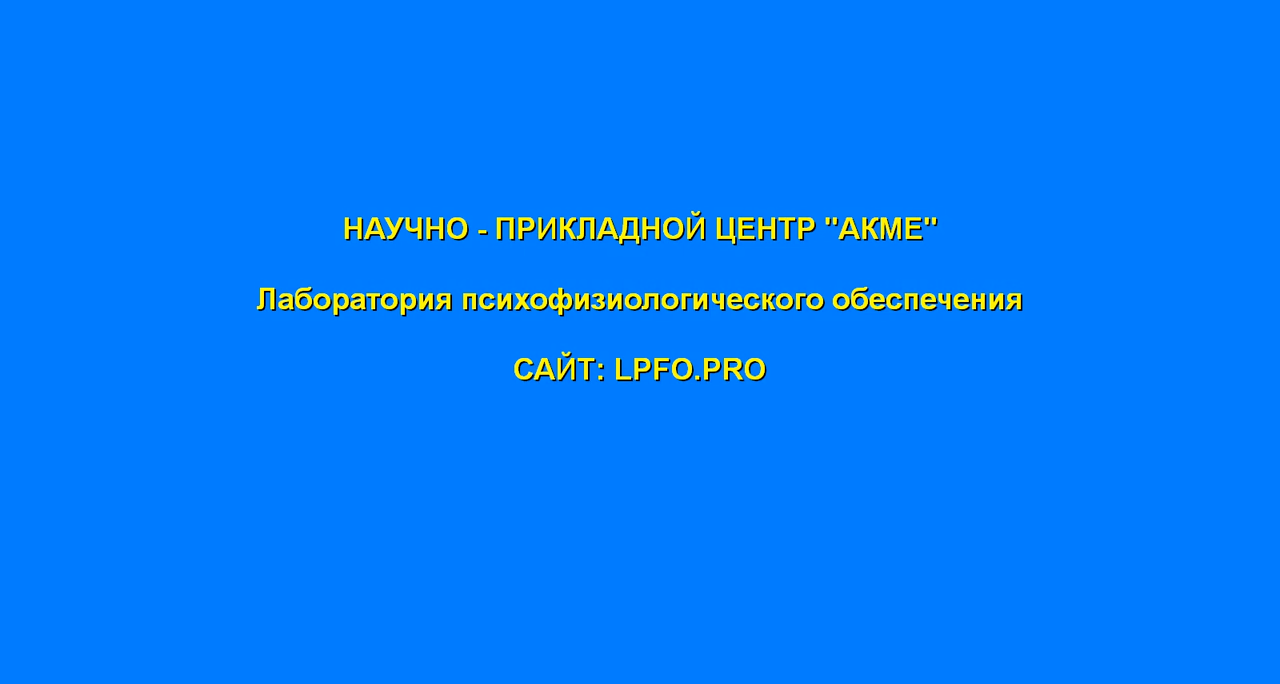 НАУЧНО - ПРИКЛАДНОЙ ЦЕНТР "АКМЕ"
Лаборатория психофизиологического обеспечения
САЙТ: LPFO.PRO